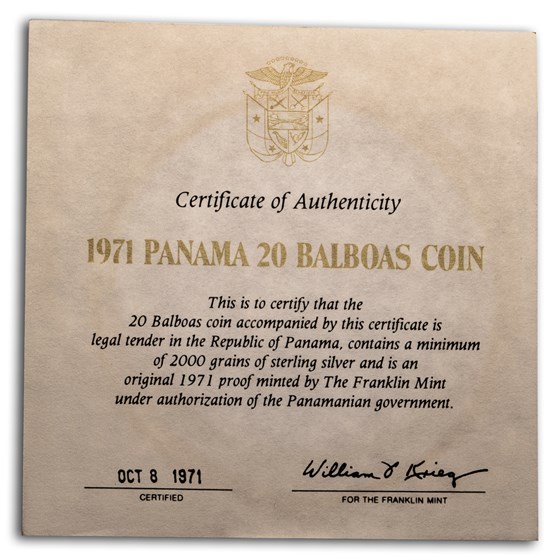 Certificate of Authenticity
1971 PANAMA 20 BALBOAS COIN
This is to certify that the
20 Balboas coin accompanied by this certificate is
legal tender in the Republic of Panama, contains a minimum
of 2000 grains of sterling silver and is an
original 1971 proof minted by The Franklin Mint
under authorization of the Panamanian government.
OCT 8 1971
William Krieg
CERTIFIED
FOR THE FRANKLIN MINT